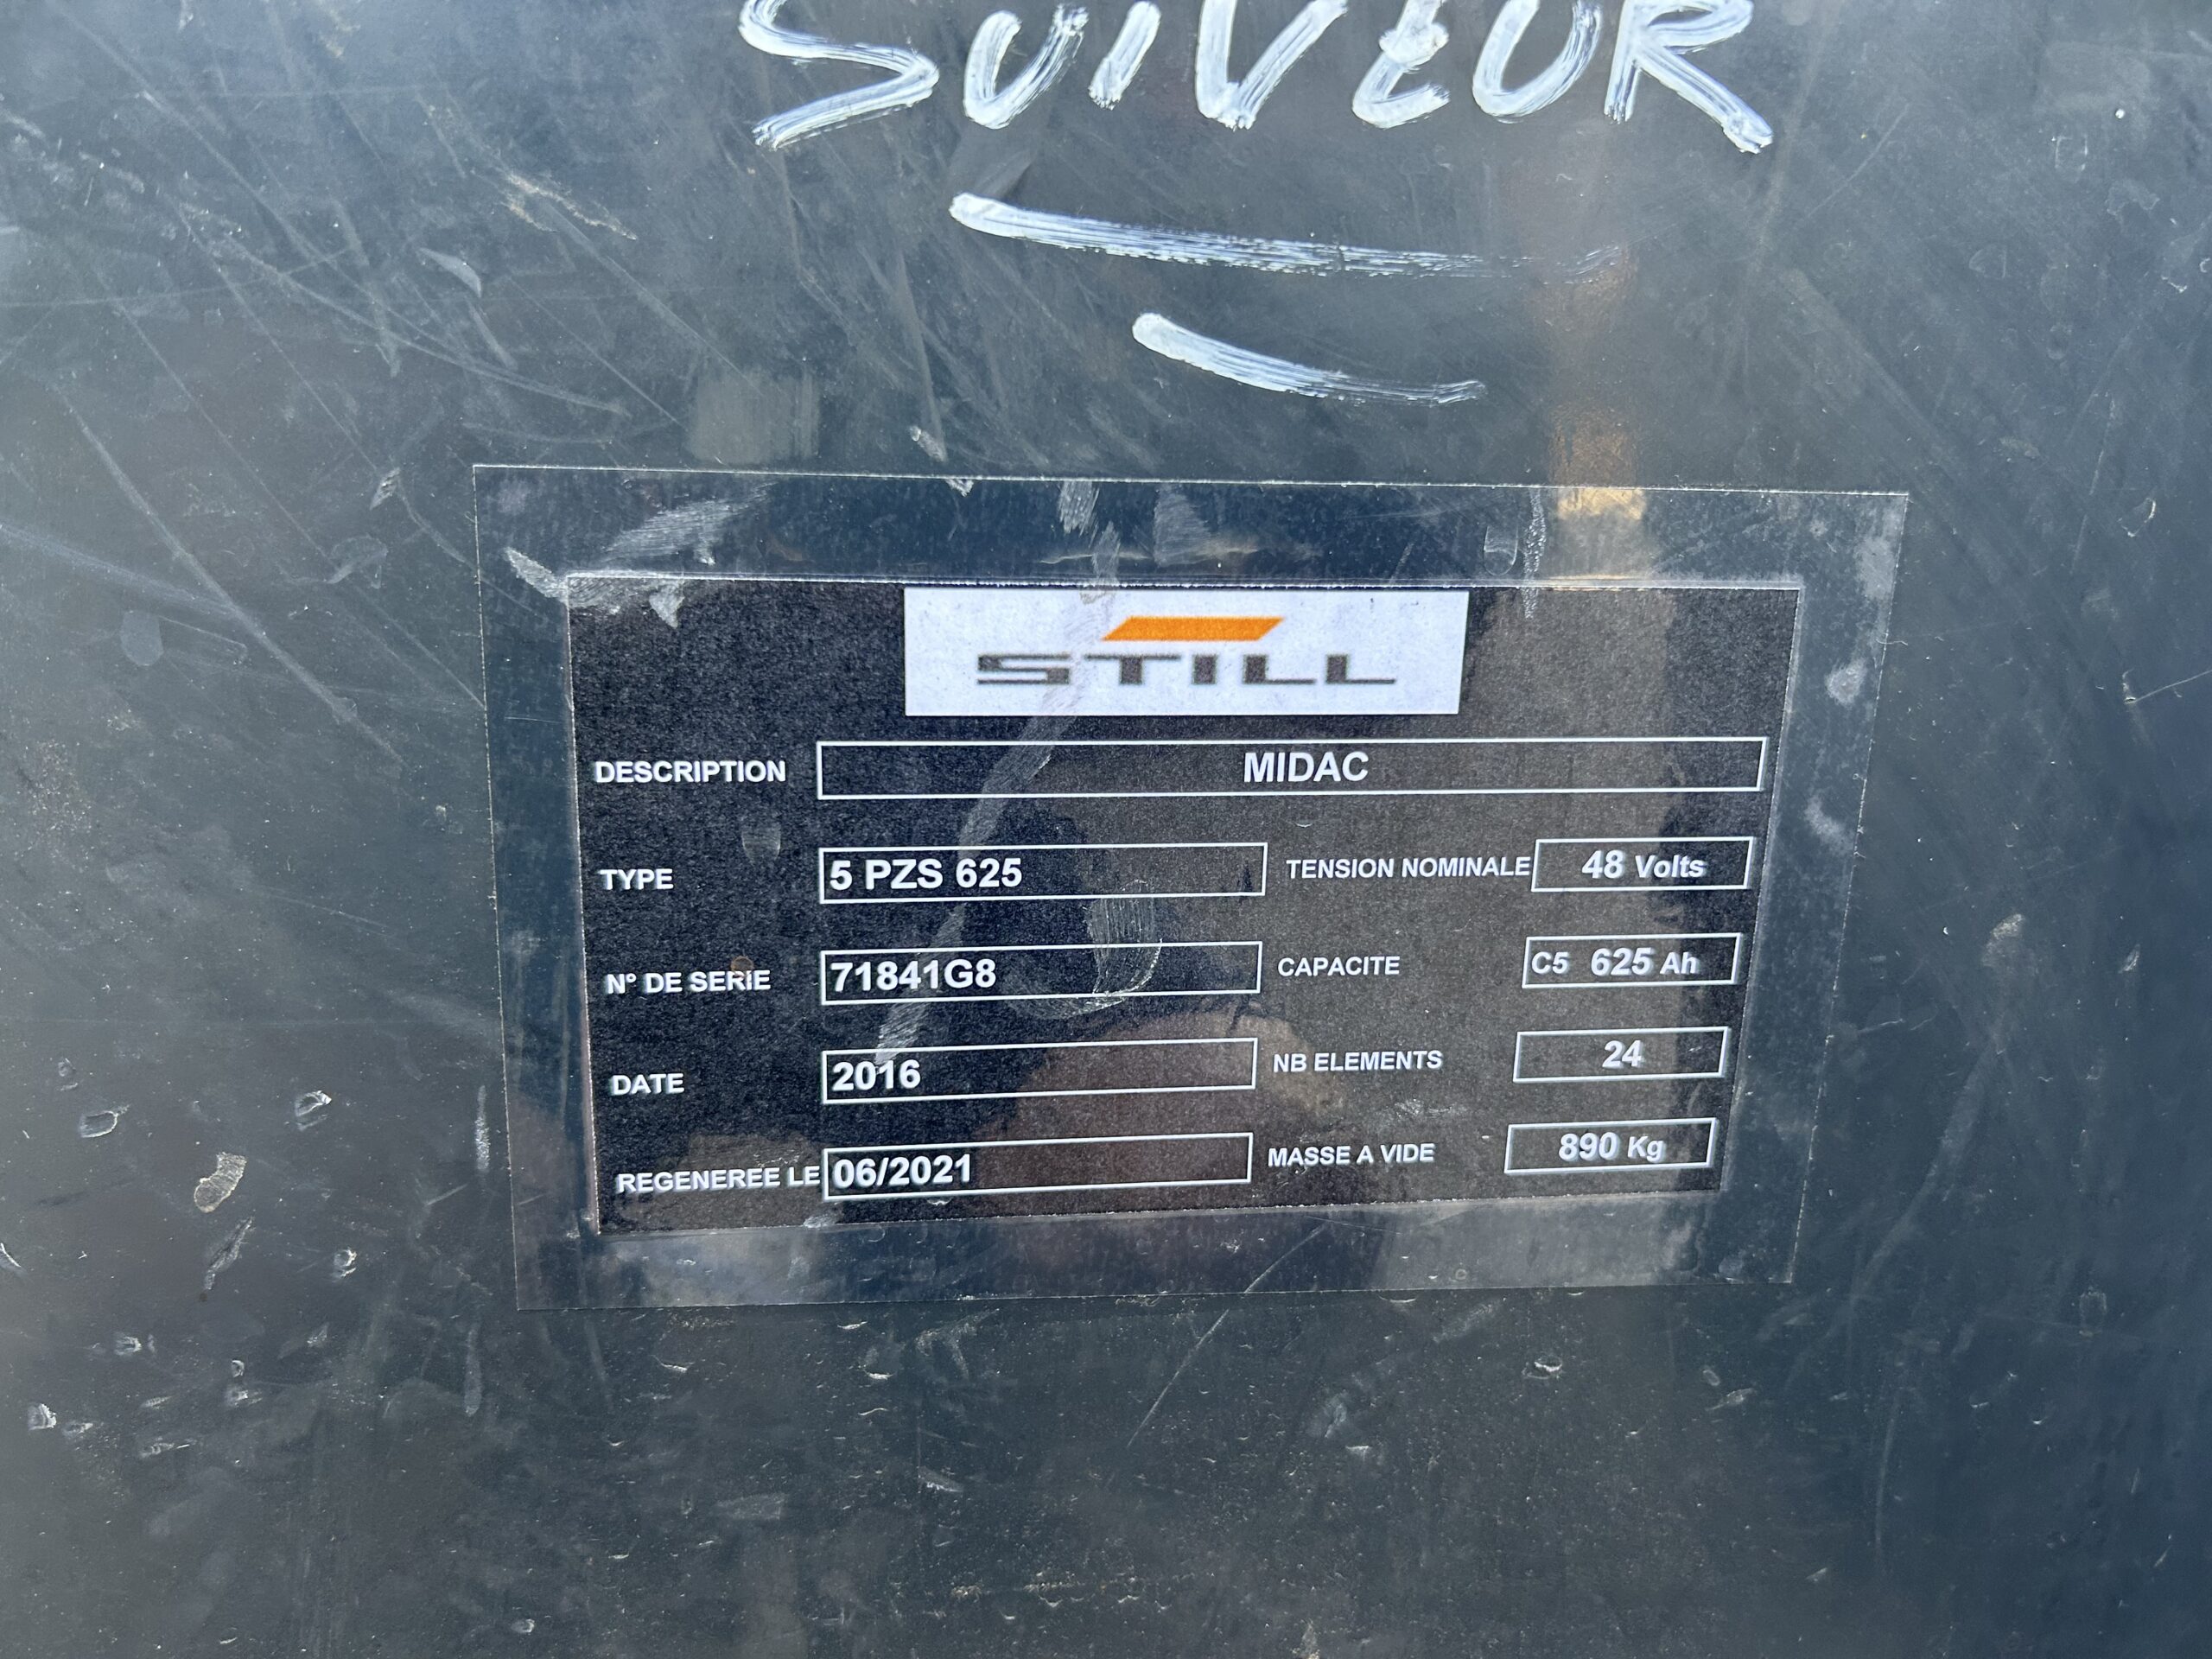 SUIVEUR
STILL
DESCRIPTION MIDAC
TYPE 5 PZS 625 TENSION NOMINALE 48 Volts
N° DE SERIE 71841G8 CAPACITE C5 625 Ah
DATE 2016 NB ELEMENTS 24
REGENEREE LE 06/2021 MASSE A VIDE 890 Kg